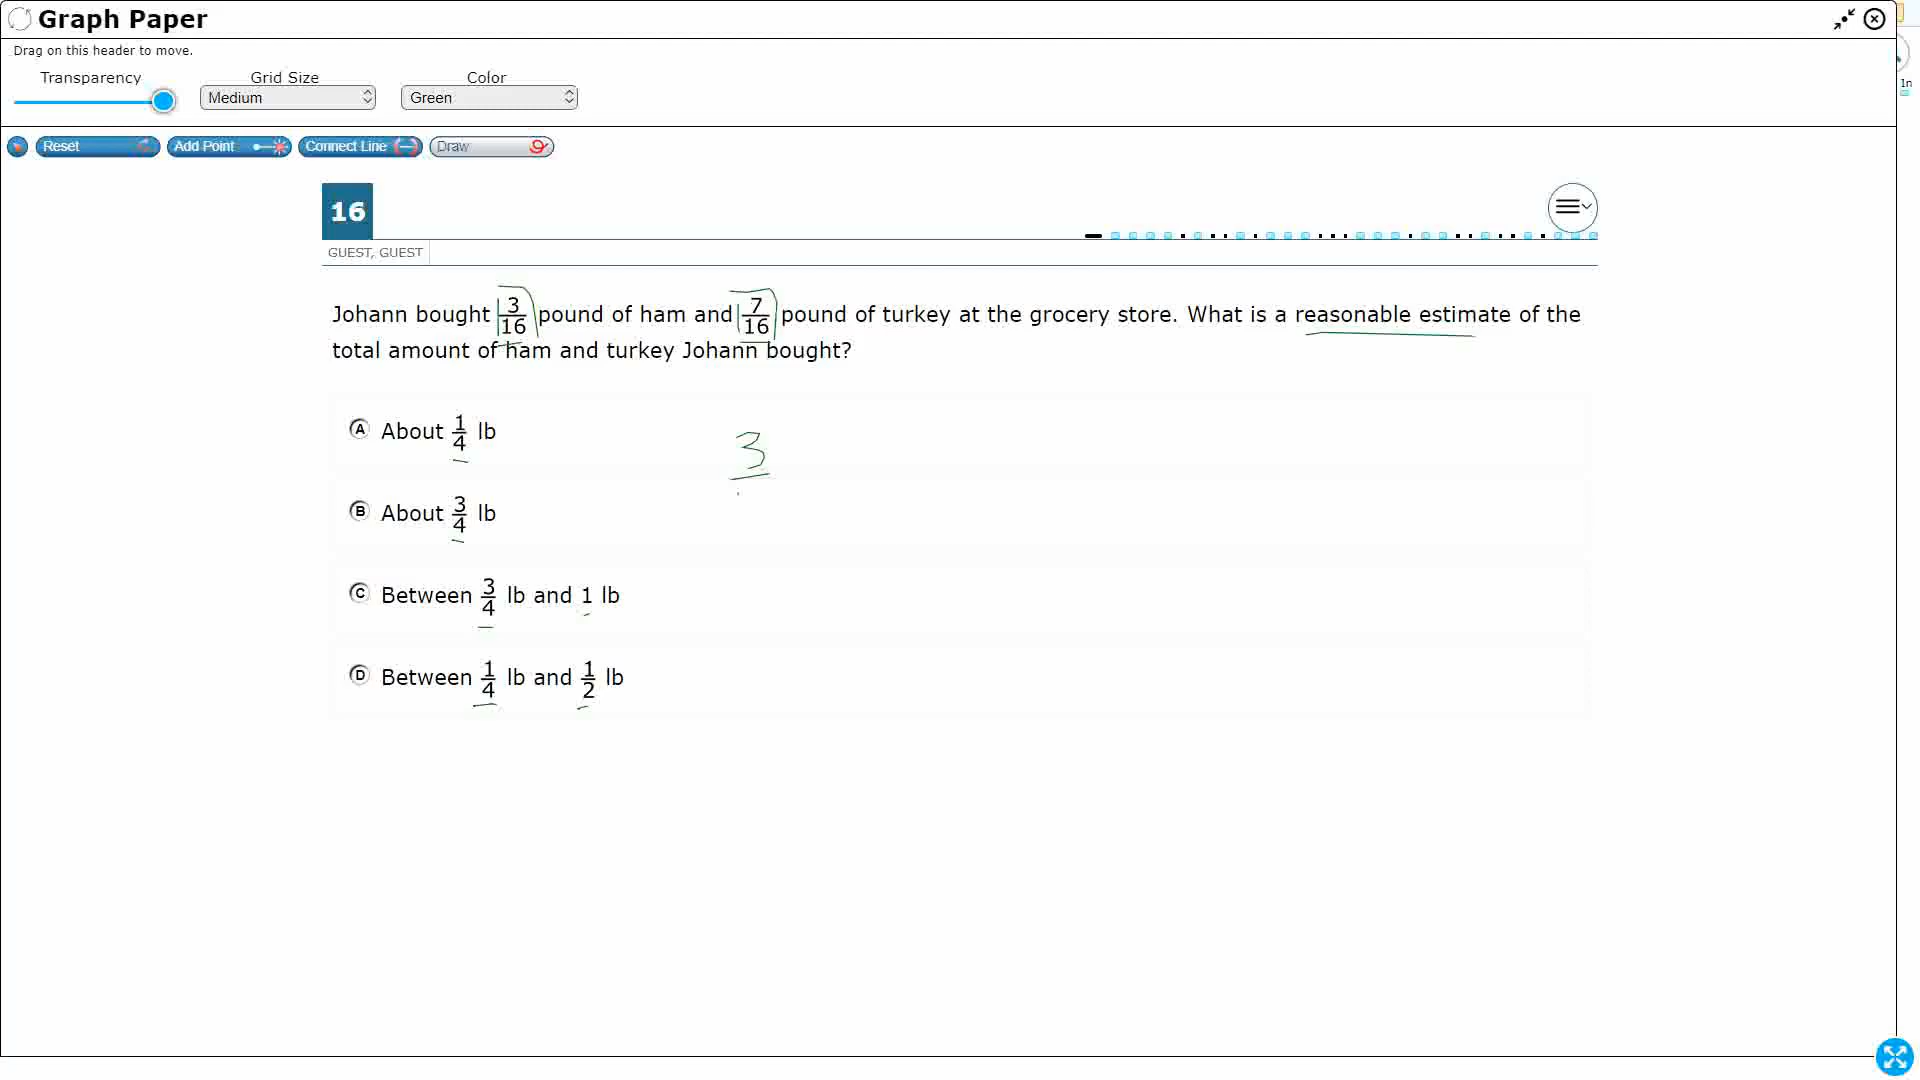 Graph Paper
Drag on this header to move.
Transparency Grid Size Color
Medium Green
Reset Add Point Connect Line Draw
16
GUEST, GUEST
Johann bought 3/16 pound of ham and 7/16 pound of turkey at the grocery store. What is a reasonable estimate of the
total amount of ham and turkey Johann bought?
A About 1/4 lb
3
B About 3/4 lb
C Between 3/4 lb and 1 lb
D Between 1/4 lb and 1/2 lb